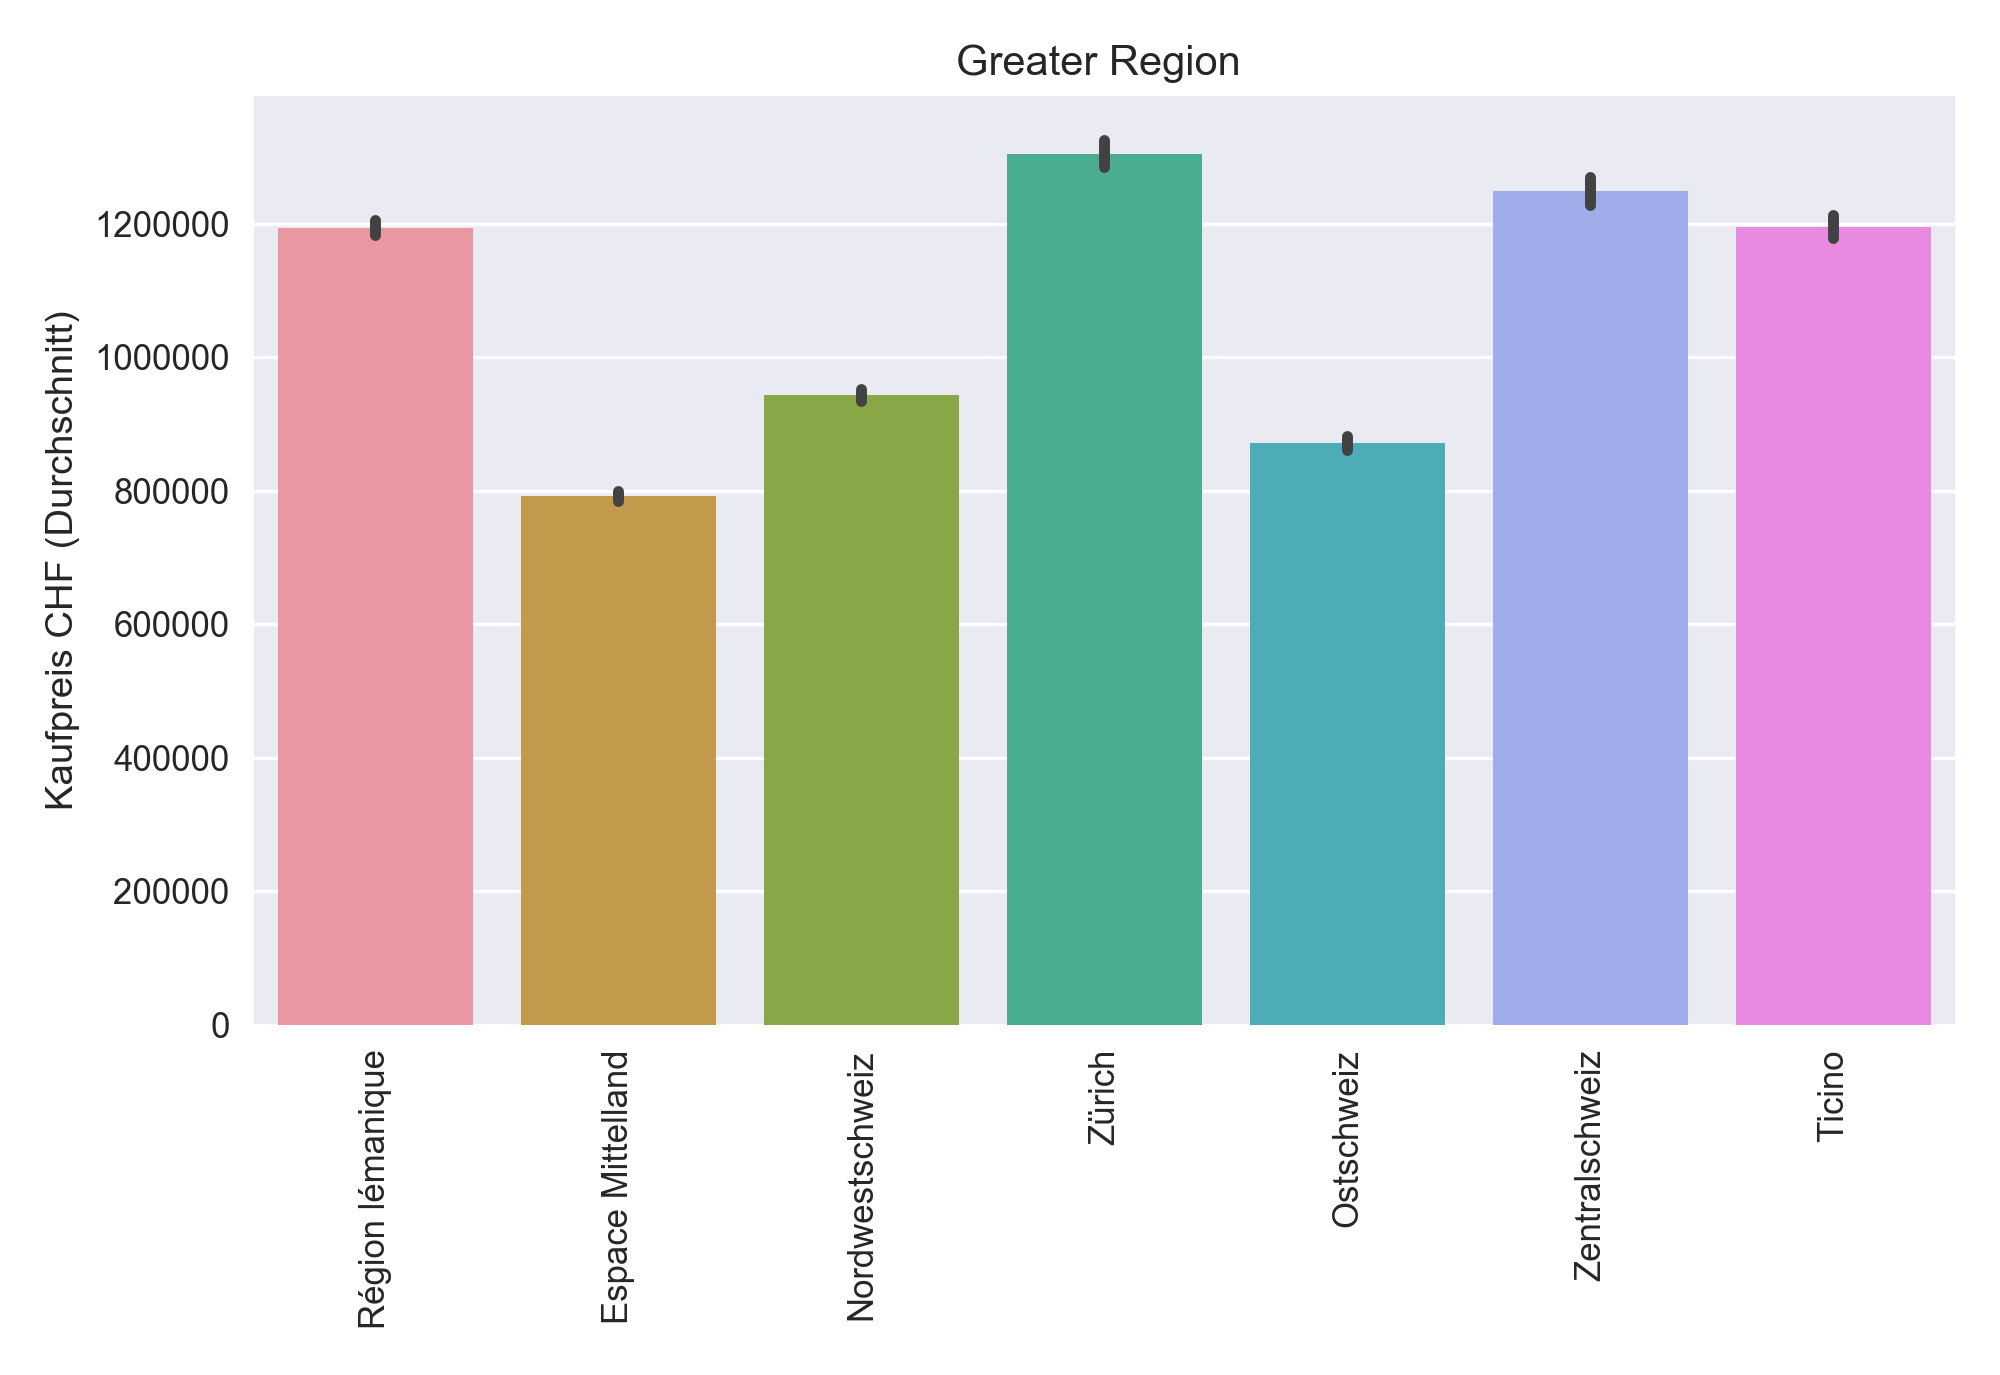 Greater Region
Kaufpreis CHF (Durchschnitt)
1200000
1000000
800000
600000
400000
200000
0
Région lémanique
Espace Mittelland
Nordwestschweiz
Zürich
Ostschweiz
Zentralschweiz
Ticino